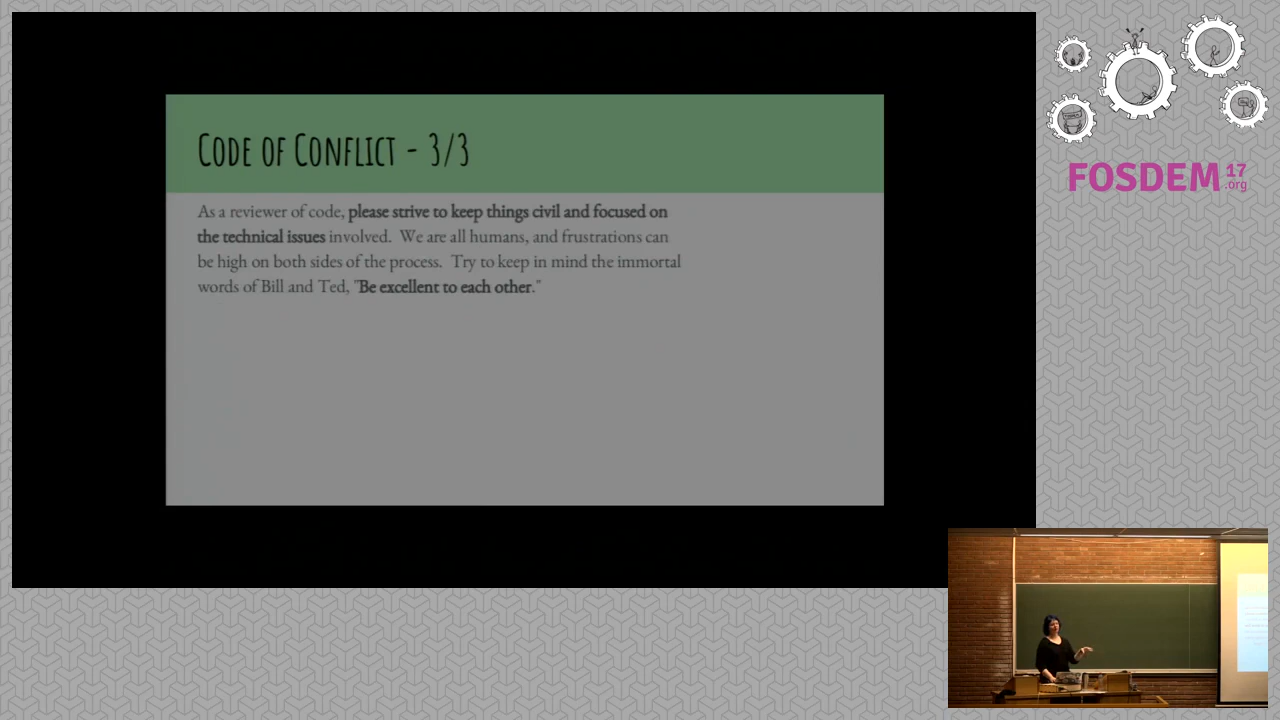 Code of Conflict - 3/3
As a reviewer of code, please strive to keep things civil and focused on
the technical issues involved. We are all humans, and frustrations can
be high on both sides of the process. Try to keep in mind the immortal
words of Bill and Ted, "Be excellent to each other."
FOSDEM 17
.org